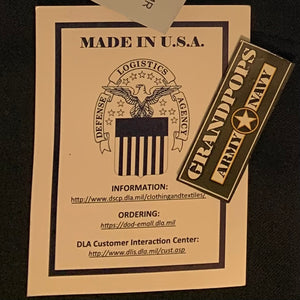 MADE IN U.S.A.
DEFENSE LOGISTICS AGENCY
INFORMATION:
http://www.dscp.dla.mil/clothingandtextiles/
ORDERING:
https://dod-emall.dla.mil
DLA Customer Interaction Center:
http://www.dlis.dla.mil/cust.asp
GRANDPOPS
ARMY NAVY